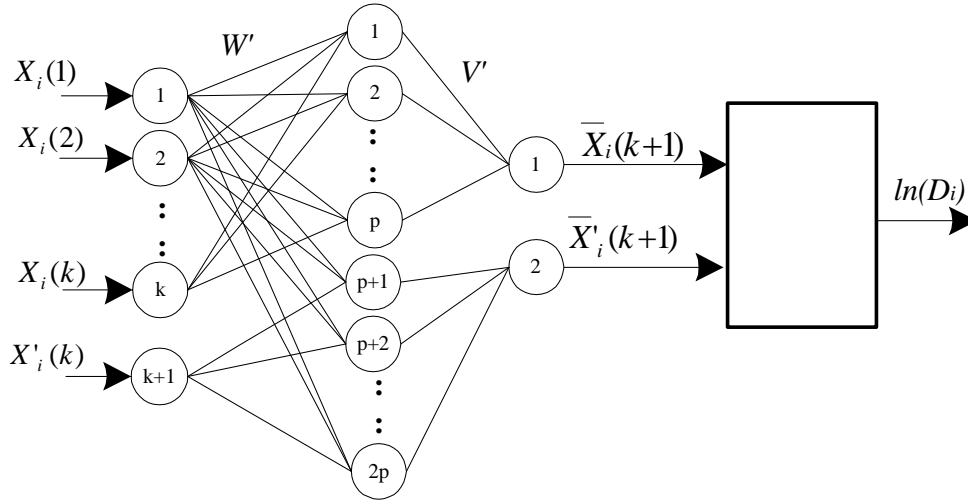 W'
V'
X_i(1)
X_i(2)
X_i(k)
X'_i(k)
1
2
k
k+1
1
2
p
p+1
p+2
2p
1
2
X̅_i(k+1)
X̅'_i(k+1)
ln(D_i)